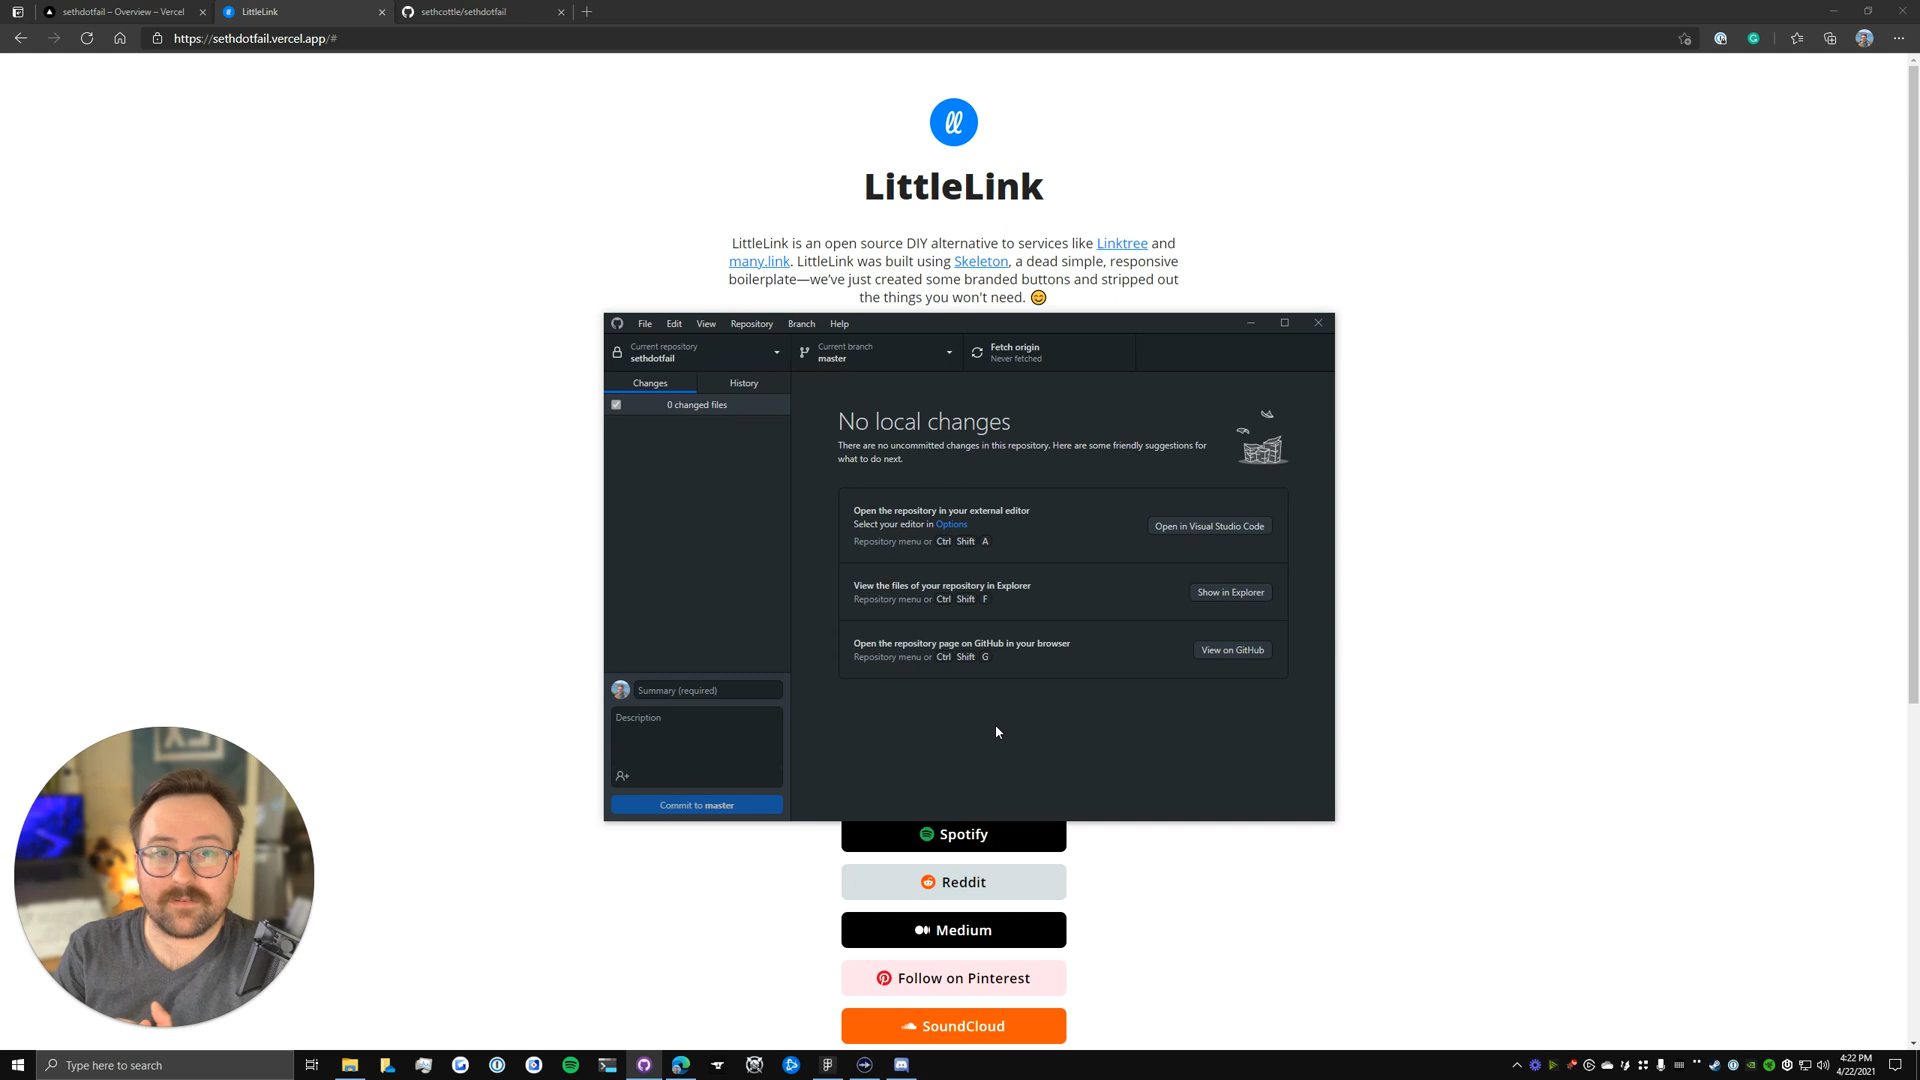 sethdotfail – Overview – Vercel
LittleLink
sethcottle/sethdotfail
https://sethdotfail.vercel.app/#
LittleLink
LittleLink is an open source DIY alternative to services like Linktree and
many.link. LittleLink was built using Skeleton, a dead simple, responsive
boilerplate—we've just created some branded buttons and stripped out
the things you won't need. 😊
File Edit View Repository Branch Help
Current repository
sethdotfail
Current branch
master
Fetch origin
Never fetched
Changes
History
0 changed files
No local changes
There are no uncommitted changes in this repository. Here are some friendly suggestions for
what to do next.
Open the repository in your external editor
Select your editor in Options
Repository menu or Ctrl Shift A
Open in Visual Studio Code
View the files of your repository in Explorer
Repository menu or Ctrl Shift F
Show in Explorer
Open the repository page on GitHub in your browser
Repository menu or Ctrl Shift G
View on GitHub
Summary (required)
Description
Commit to master
Spotify
Reddit
Medium
Follow on Pinterest
SoundCloud
Type here to search
4:22 PM
4/22/2021